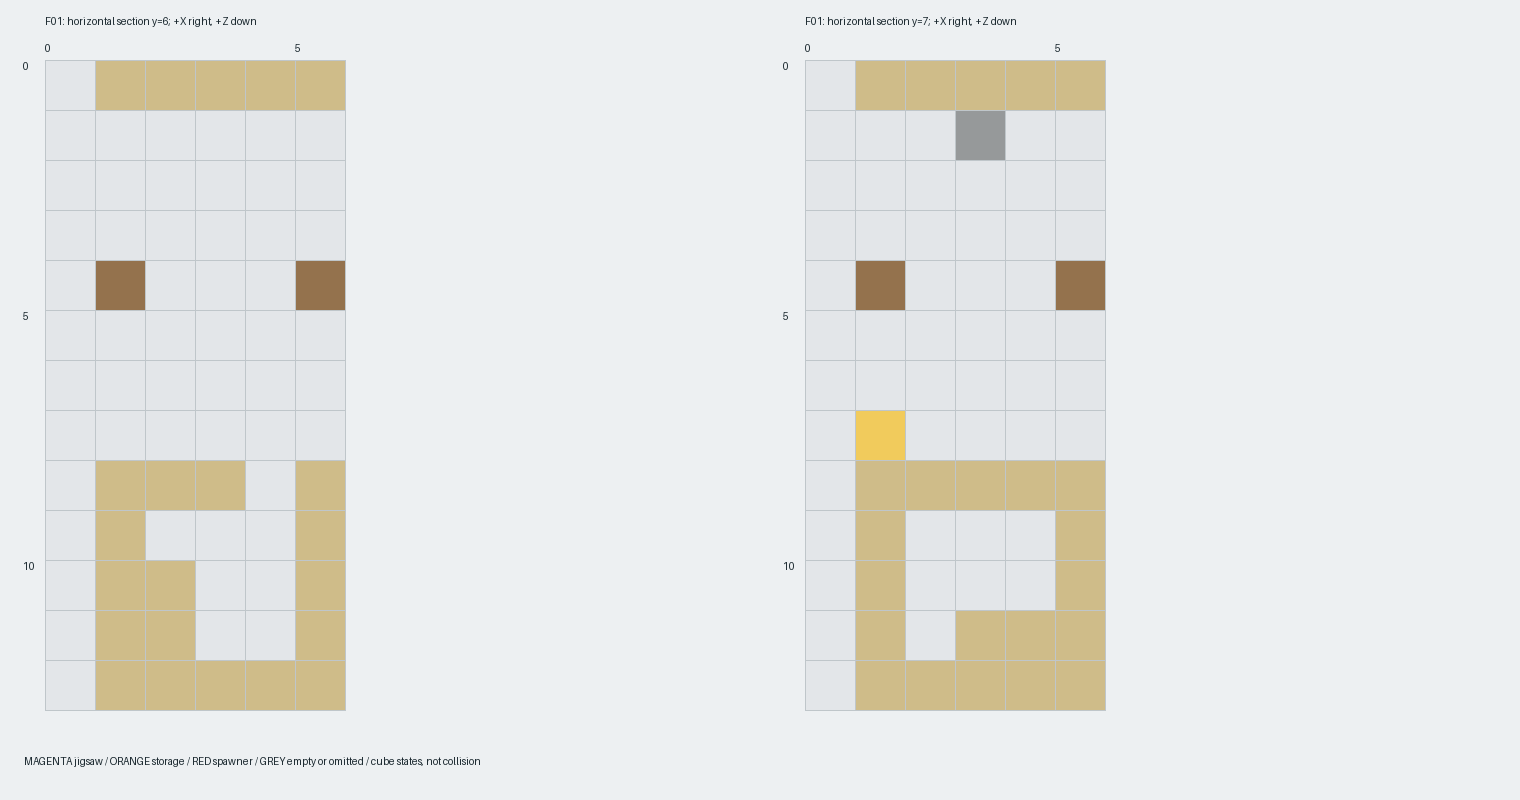 F01: horizontal section y=6; +X right, +Z down
F01: horizontal section y=7; +X right, +Z down
0 5
0 5
0
0
5
5
10
10
MAGENTA jigsaw / ORANGE storage / RED spawner / GREY empty or omitted / cube states, not collision